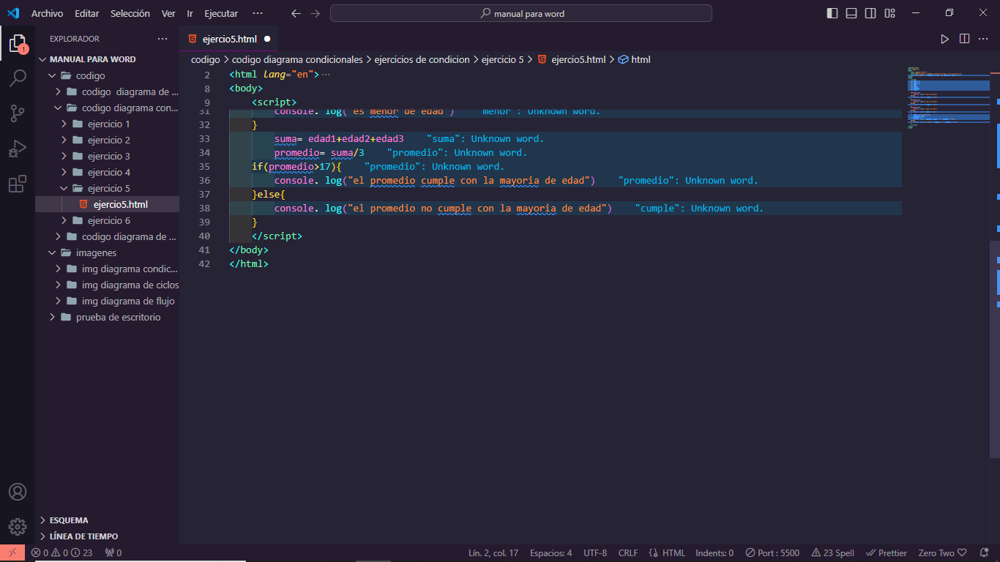 Archivo Editar Selección Ver Ir Ejecutar ··· manual para word
EXPLORADOR ···
MANUAL PARA WORD
codigo
codigo diagrama de ...
codigo diagrama con...
ejercicio 1
ejercicio 2
ejercicio 3
ejercicio 4
ejercicio 5
ejercio5.html
ejercicio 6
codigo diagrama de ...
imagenes
img diagrama condic...
img diagrama de ciclos
img diagrama de flujo
prueba de escritorio
ESQUEMA
LÍNEA DE TIEMPO
1
ejercio5.html
codigo > codigo diagrama condicionales > ejercicios de condicion > ejercicio 5 > ejercio5.html > html
2 <html lang="en"> ···
8 <body>
9 <script>
31 console. log("es menor de edad") "menor": Unknown word.
32 }
33 suma= edad1+edad2+edad3 "suma": Unknown word.
34 promedio= suma/3 "promedio": Unknown word.
35 if(promedio>17){ "promedio": Unknown word.
36 console. log("el promedio cumple con la mayoria de edad") "promedio": Unknown word.
37 }else{
38 console. log("el promedio no cumple con la mayoria de edad") "cumple": Unknown word.
39 }
40 </script>
41 </body>
42 </html>
0 0 23 0 Lín. 2, col. 17 Espacios: 4 UTF-8 CRLF {} HTML Indents: 0 Port : 5500 23 Spell Prettier Zero Two